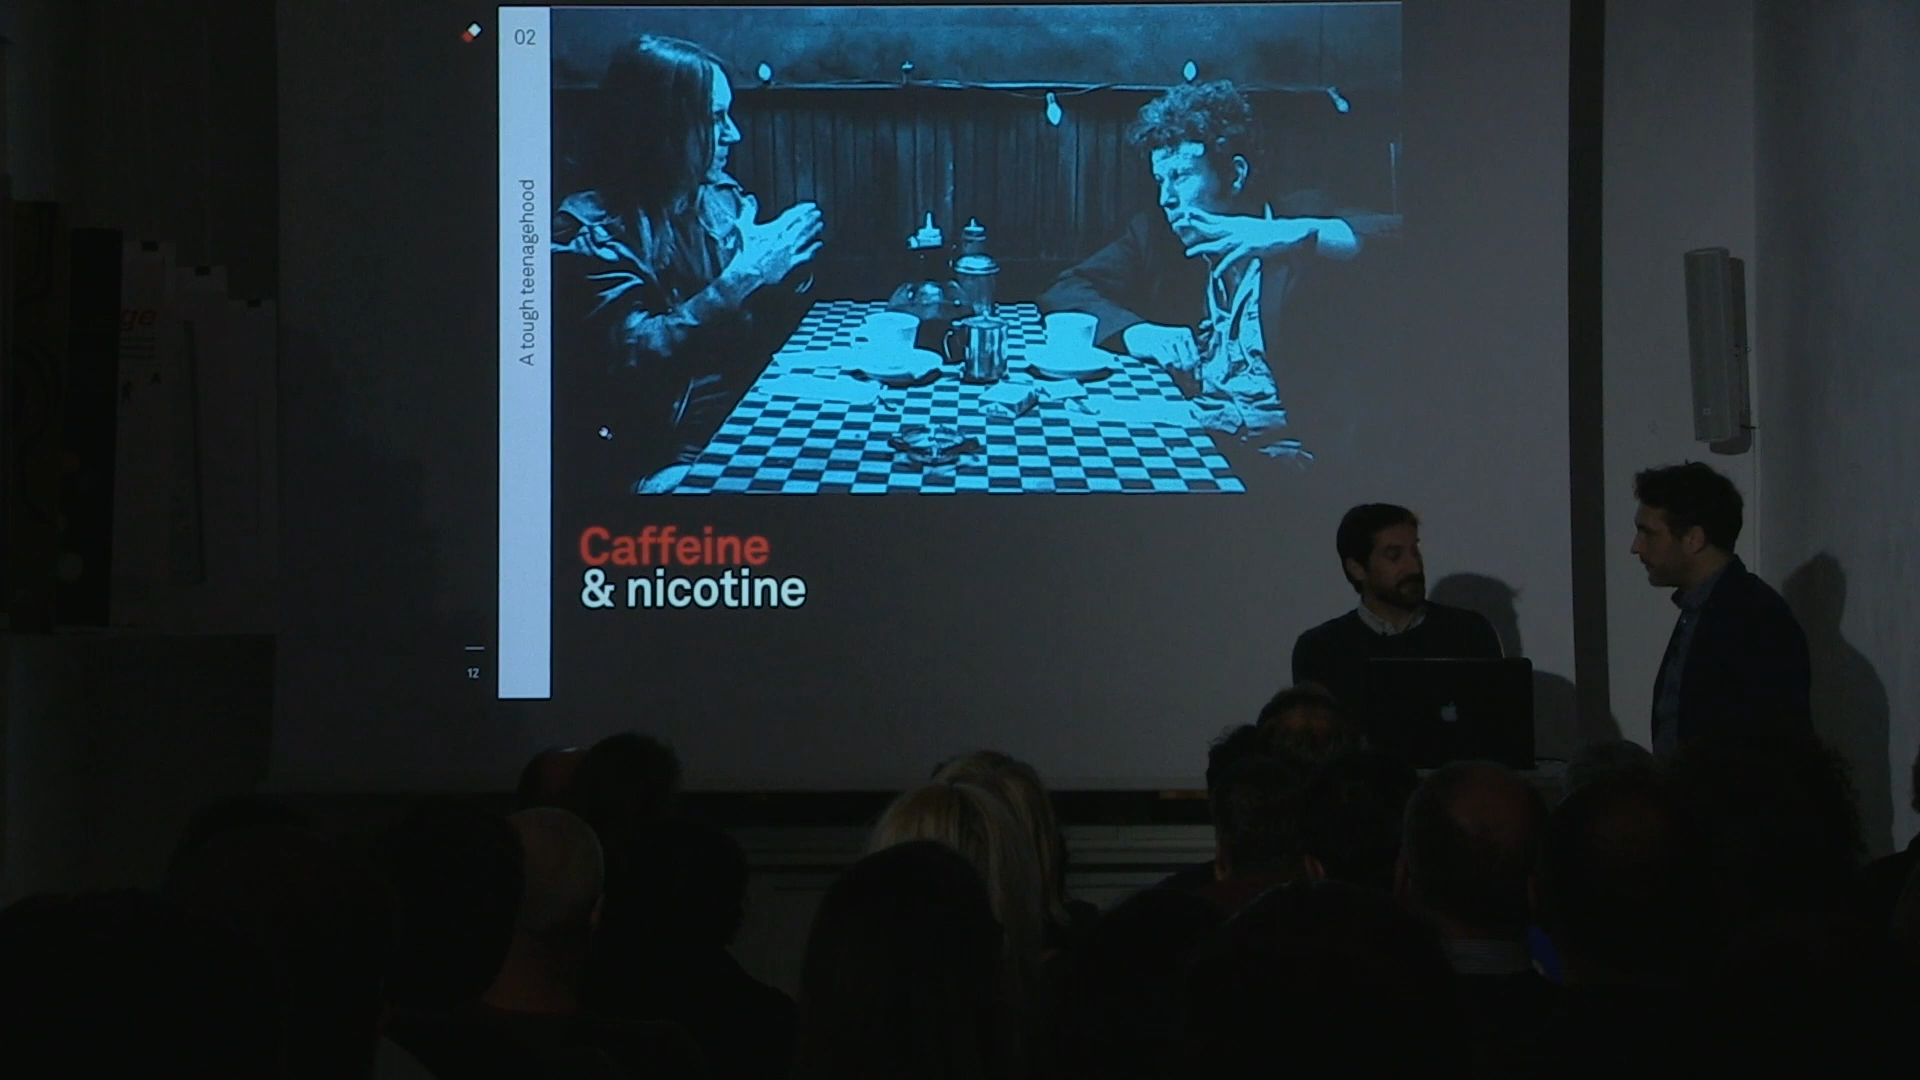 02
A tough teenagehood
Caffeine
& nicotine
12